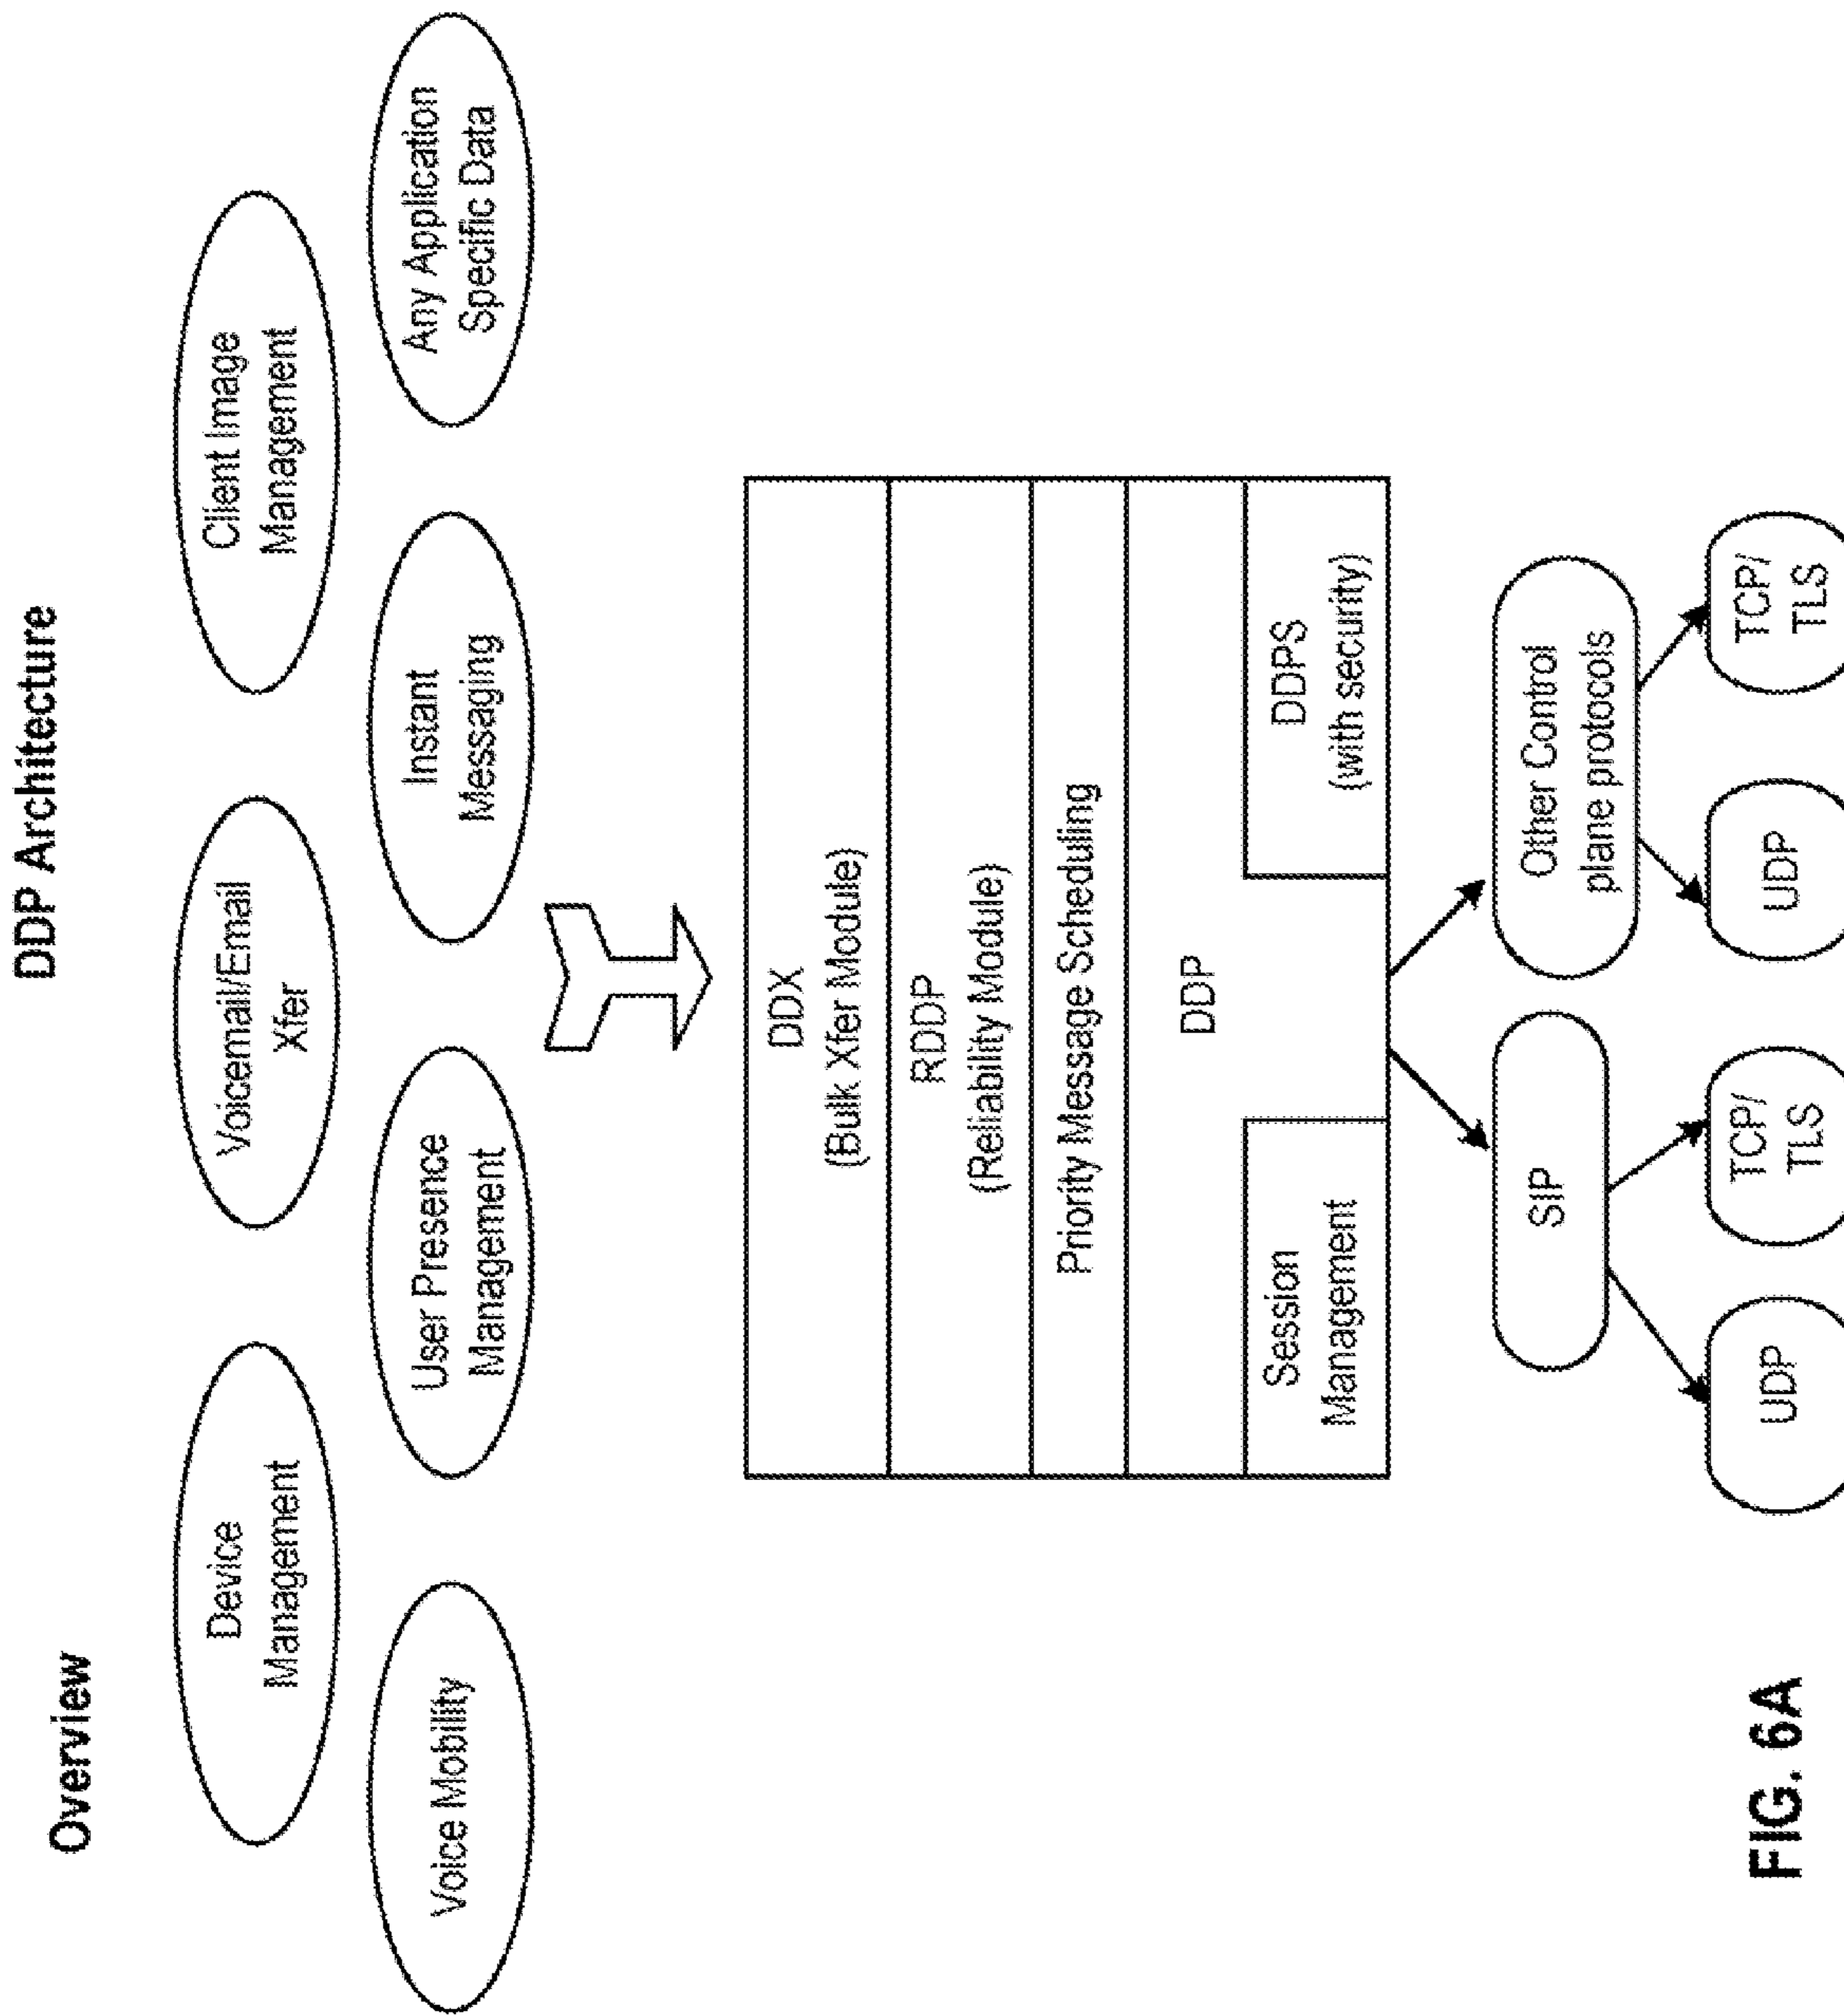 DDP Architecture
Overview
Device
Management
Voicemail/Email
Xfer
Client Image
Management
Voice Mobility
User Presence
Management
Instant
Messaging
Any Application
Specific Data
DDX
(Bulk Xfer Module)
RDDP
(Reliability Module)
Priority Message Scheduling
DDP
Session
Management
DDPS
(with security)
SIP
Other Control
plane protocols
UDP
TCP/
TLS
UDP
TCP/
TLS
FIG. 6A